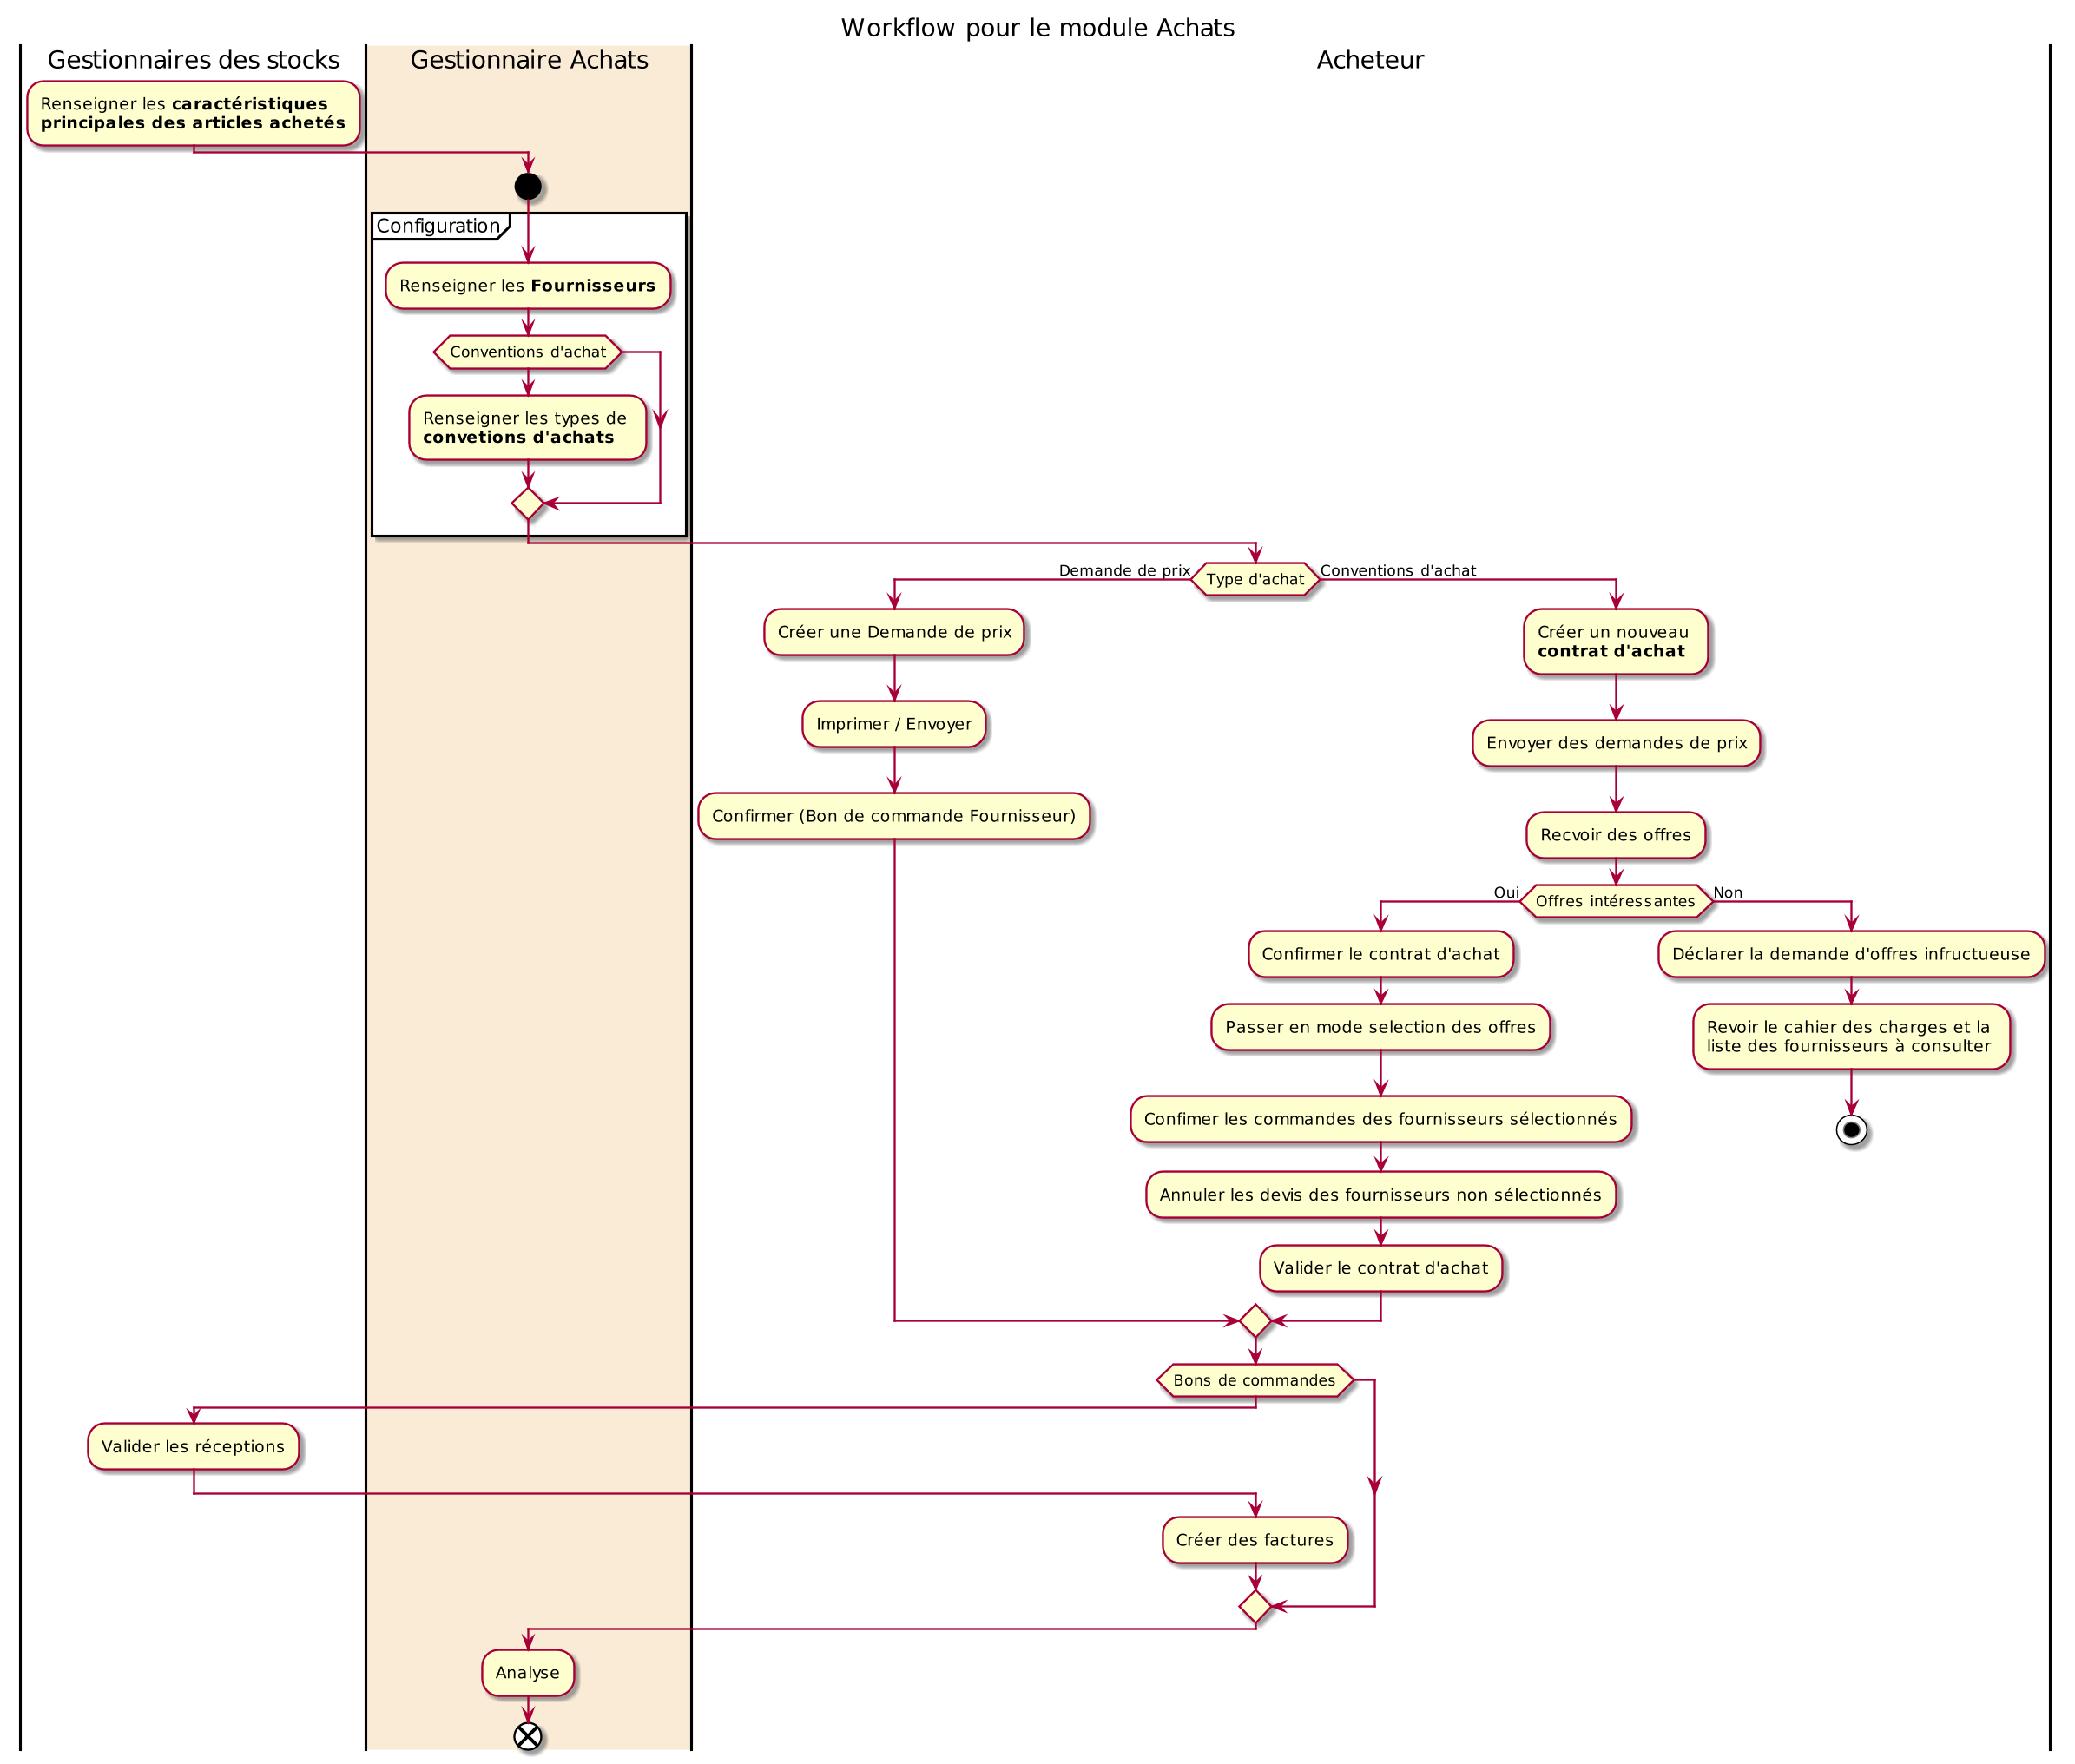 Workflow pour le module Achats
Gestionnaires des stocks
Gestionnaire Achats
Acheteur
Renseigner les caractéristiques
principales des articles achetés
Configuration
Renseigner les Fournisseurs
Conventions d'achat
Renseigner les types de
convetions d'achats
Type d'achat
Demande de prix
Conventions d'achat
Créer une Demande de prix
Imprimer / Envoyer
Confirmer (Bon de commande Fournisseur)
Créer un nouveau
contrat d'achat
Envoyer des demandes de prix
Recvoir des offres
Offres intéressantes
Oui
Non
Confirmer le contrat d'achat
Passer en mode selection des offres
Confimer les commandes des fournisseurs sélectionnés
Annuler les devis des fournisseurs non sélectionnés
Valider le contrat d'achat
Déclarer la demande d'offres infructueuse
Revoir le cahier des charges et la
liste des fournisseurs à consulter
Bons de commandes
Valider les réceptions
Créer des factures
Analyse